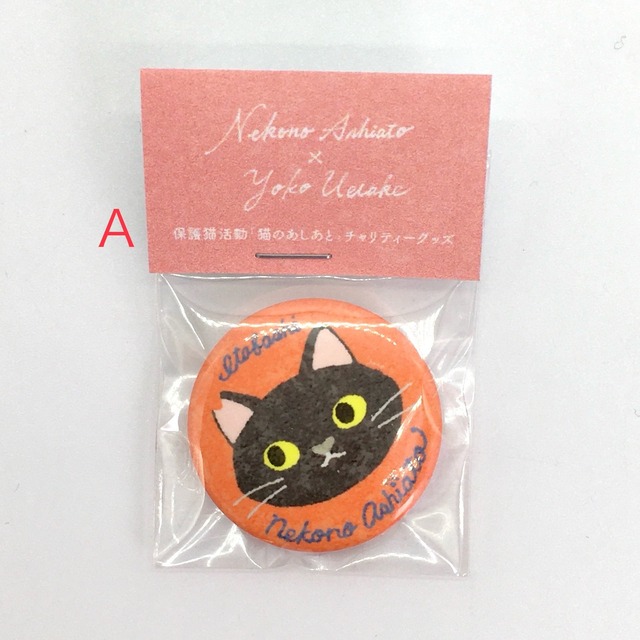 Nekono Ashiato
×
Yoko Uetake
保護猫活動「猫のあしあと」チャリティーグッズ
A
Itabashi
Nekono Ashiato